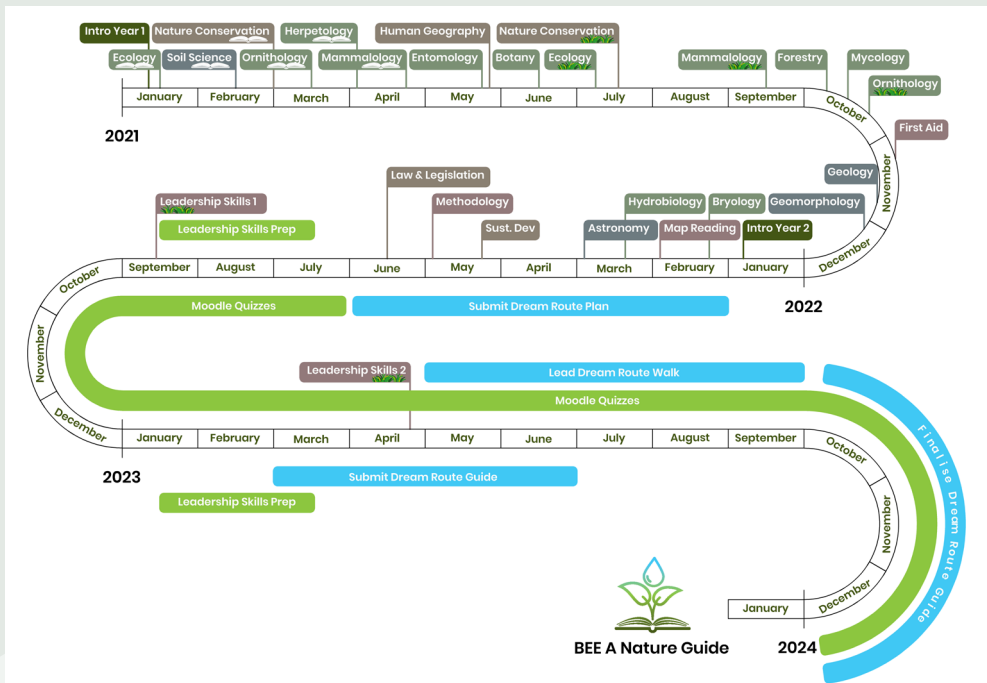 Intro Year 1
Nature Conservation
Herpetology
Human Geography
Nature Conservation
Ecology
Soil Science
Ornithology
Mammalology
Entomology
Botany
Ecology
Mammalology
Forestry
Mycology
Ornithology
First Aid
January
February
March
April
May
June
July
August
September
October
November
December
2021
Geology
Law & Legislation
Leadership Skills 1
Methodology
Hydrobiology
Bryology
Geomorphology
Leadership Skills Prep
Sust. Dev
Astronomy
Map Reading
Intro Year 2
September
August
July
June
May
April
March
February
January
2022
October
November
December
Moodle Quizzes
Submit Dream Route Plan
Leadership Skills 2
Lead Dream Route Walk
Moodle Quizzes
January
February
March
April
May
June
July
August
September
October
November
December
January
2023
Submit Dream Route Guide
Leadership Skills Prep
Finalise Dream Route Guide
BEE A Nature Guide
2024